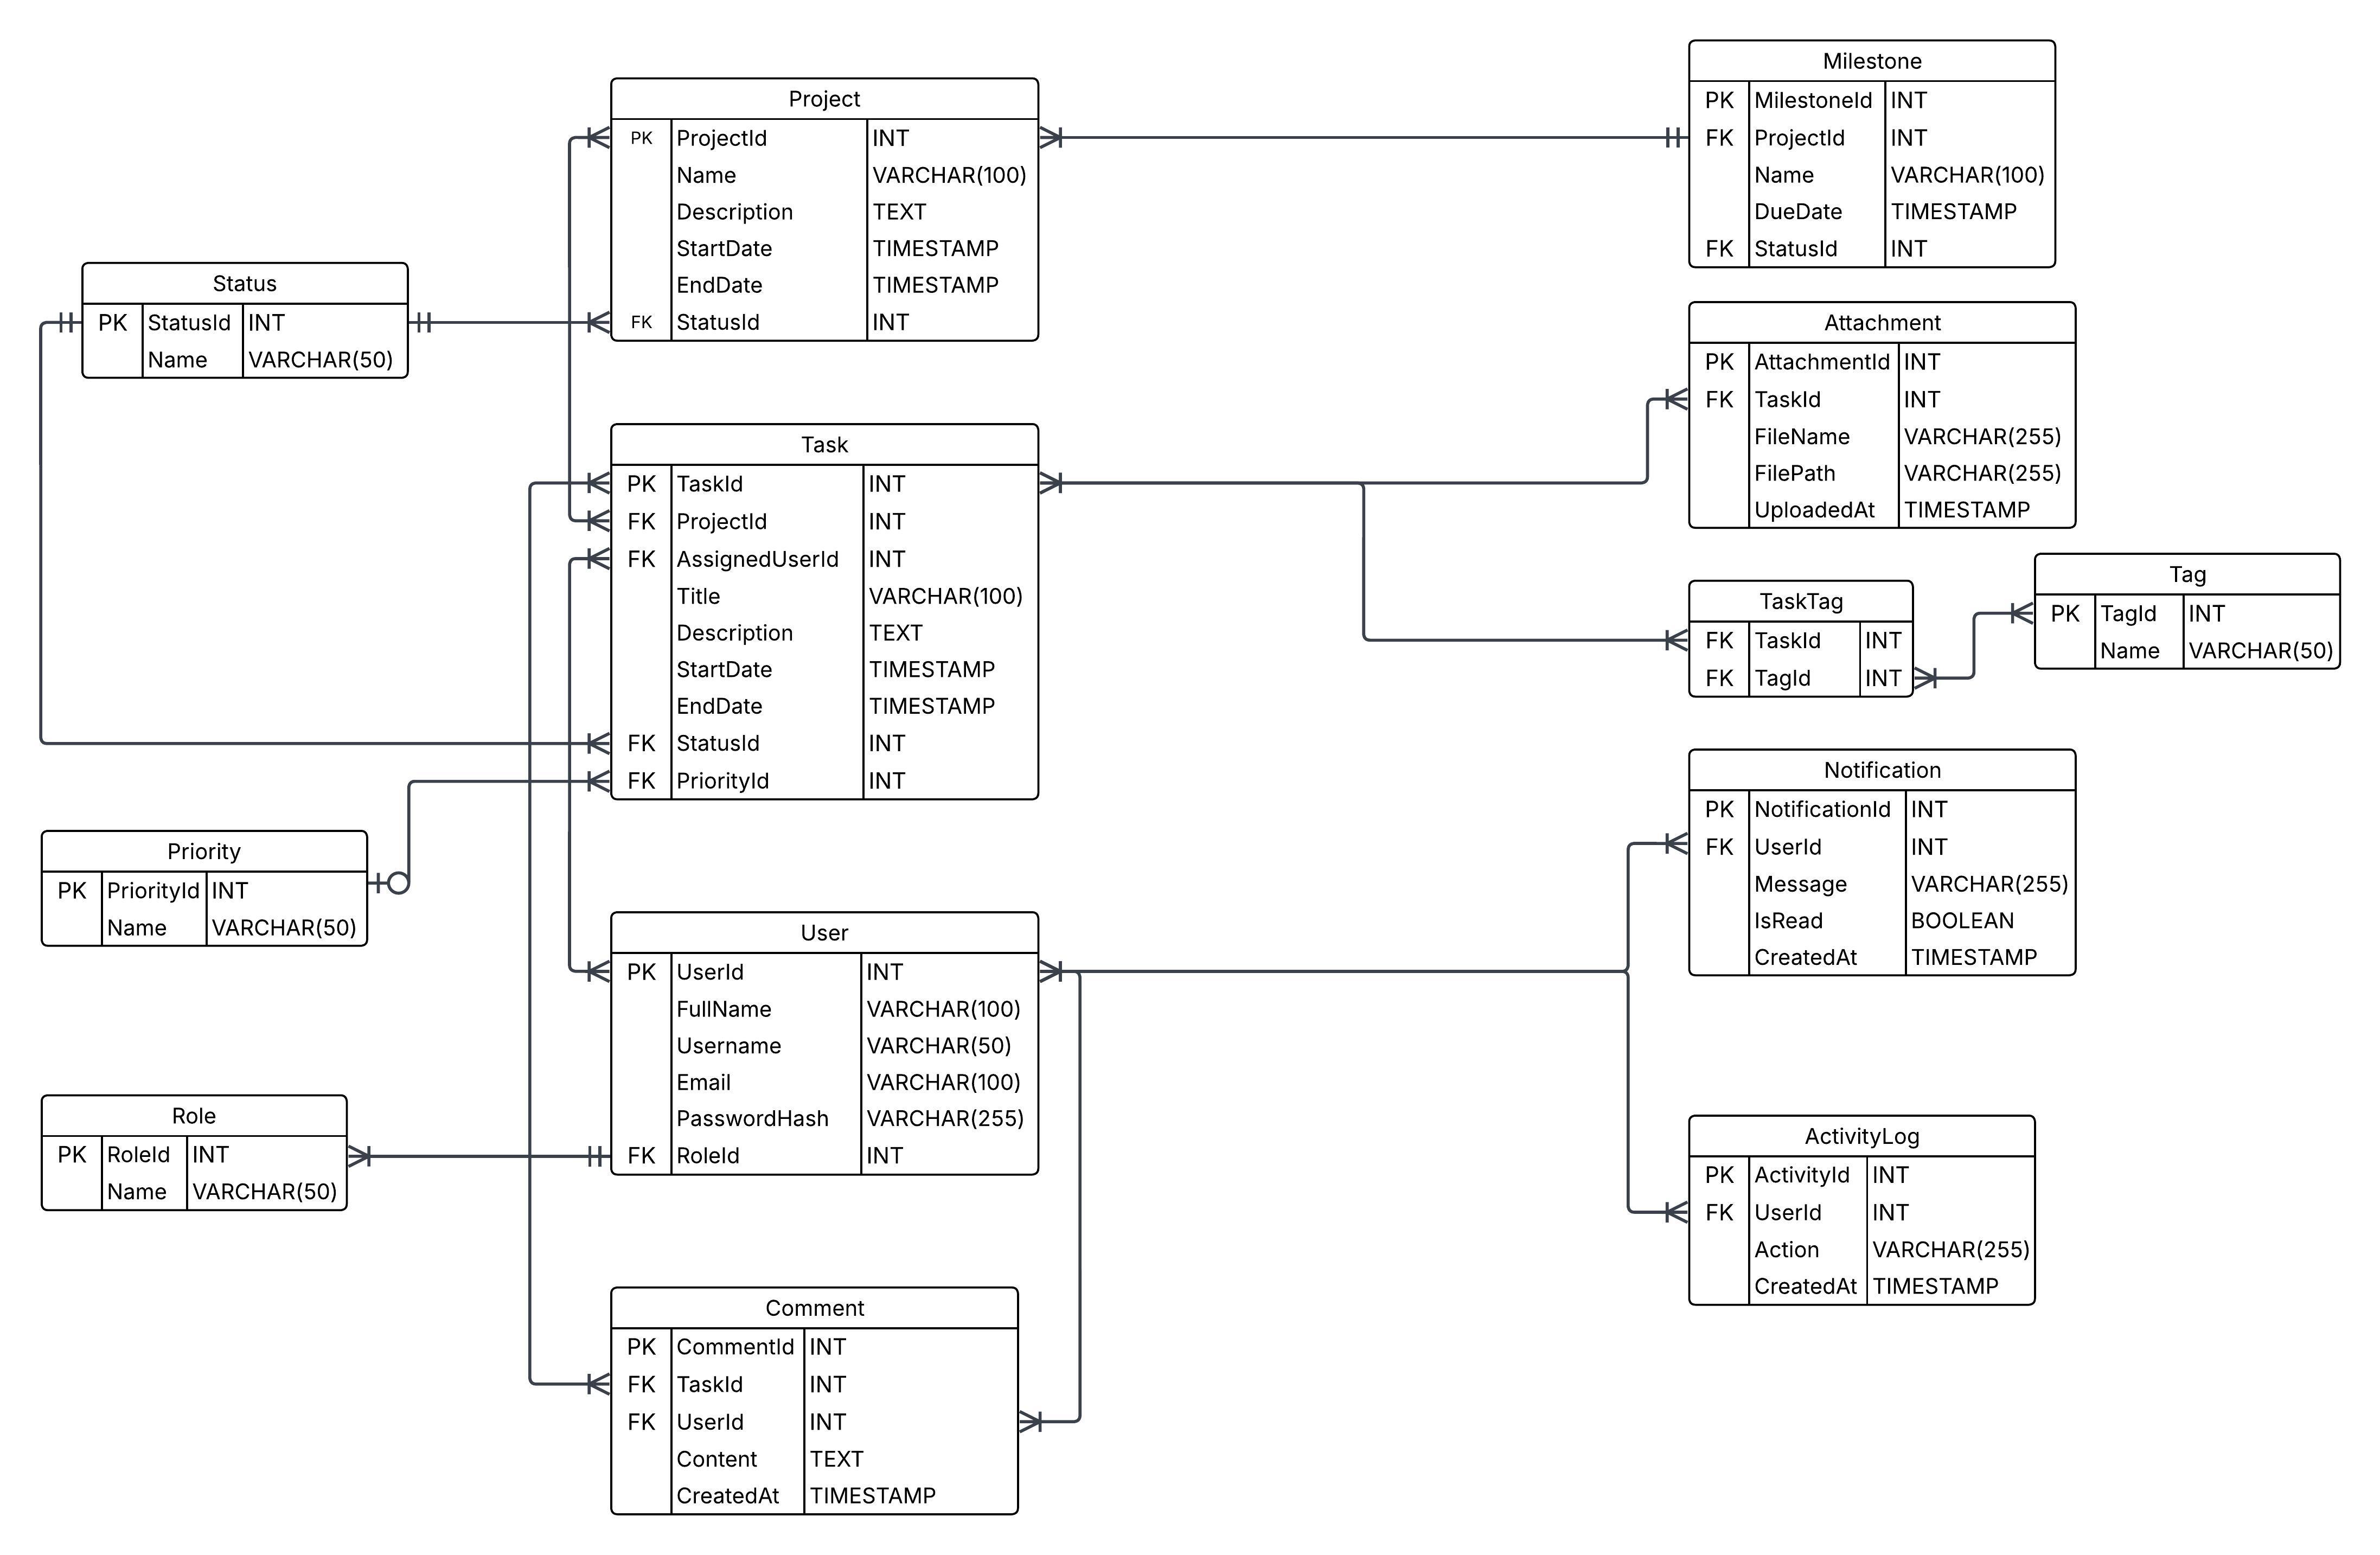 Project
PK ProjectId INT
Name VARCHAR(100)
Description TEXT
StartDate TIMESTAMP
EndDate TIMESTAMP
FK StatusId INT
Milestone
PK MilestoneId INT
FK ProjectId INT
Name VARCHAR(100)
DueDate TIMESTAMP
FK StatusId INT
Status
PK StatusId INT
Name VARCHAR(50)
Attachment
PK AttachmentId INT
FK TaskId INT
FileName VARCHAR(255)
FilePath VARCHAR(255)
UploadedAt TIMESTAMP
Task
PK TaskId INT
FK ProjectId INT
FK AssignedUserId INT
Title VARCHAR(100)
Description TEXT
StartDate TIMESTAMP
EndDate TIMESTAMP
FK StatusId INT
FK PriorityId INT
TaskTag
FK TaskId INT
FK TagId INT
Tag
PK TagId INT
Name VARCHAR(50)
Notification
PK NotificationId INT
FK UserId INT
Message VARCHAR(255)
IsRead BOOLEAN
CreatedAt TIMESTAMP
Priority
PK PriorityId INT
Name VARCHAR(50)
User
PK UserId INT
FullName VARCHAR(100)
Username VARCHAR(50)
Email VARCHAR(100)
PasswordHash VARCHAR(255)
FK RoleId INT
Role
PK RoleId INT
Name VARCHAR(50)
ActivityLog
PK ActivityId INT
FK UserId INT
Action VARCHAR(255)
CreatedAt TIMESTAMP
Comment
PK CommentId INT
FK TaskId INT
FK UserId INT
Content TEXT
CreatedAt TIMESTAMP